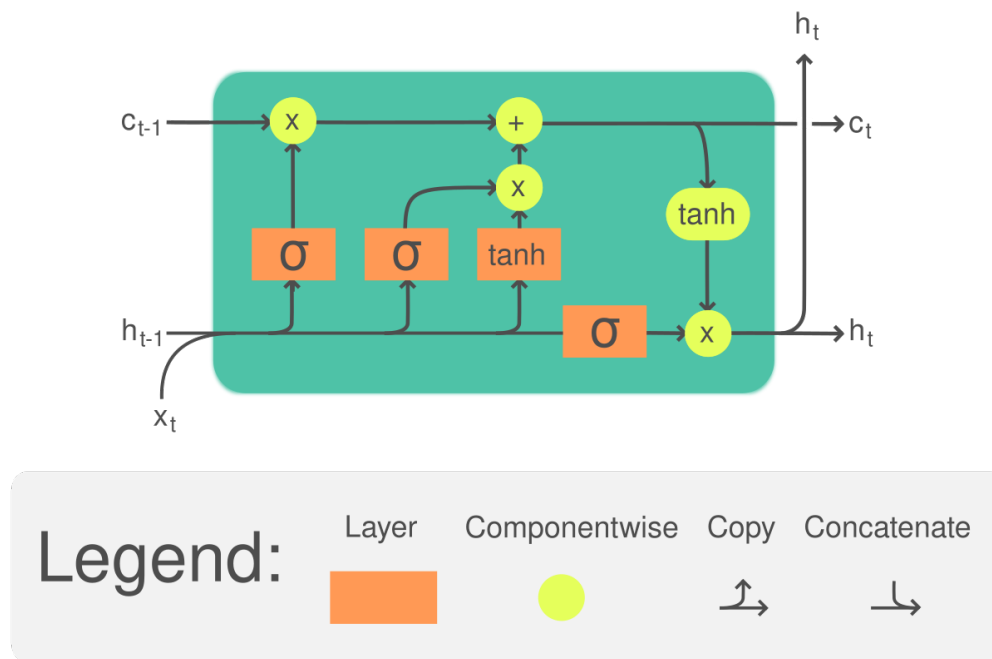 hₜ
cₜ₋₁ x + cₜ
x
tanh
σ σ tanh
hₜ₋₁ σ x hₜ
xₜ
Legend:
Layer Componentwise Copy Concatenate